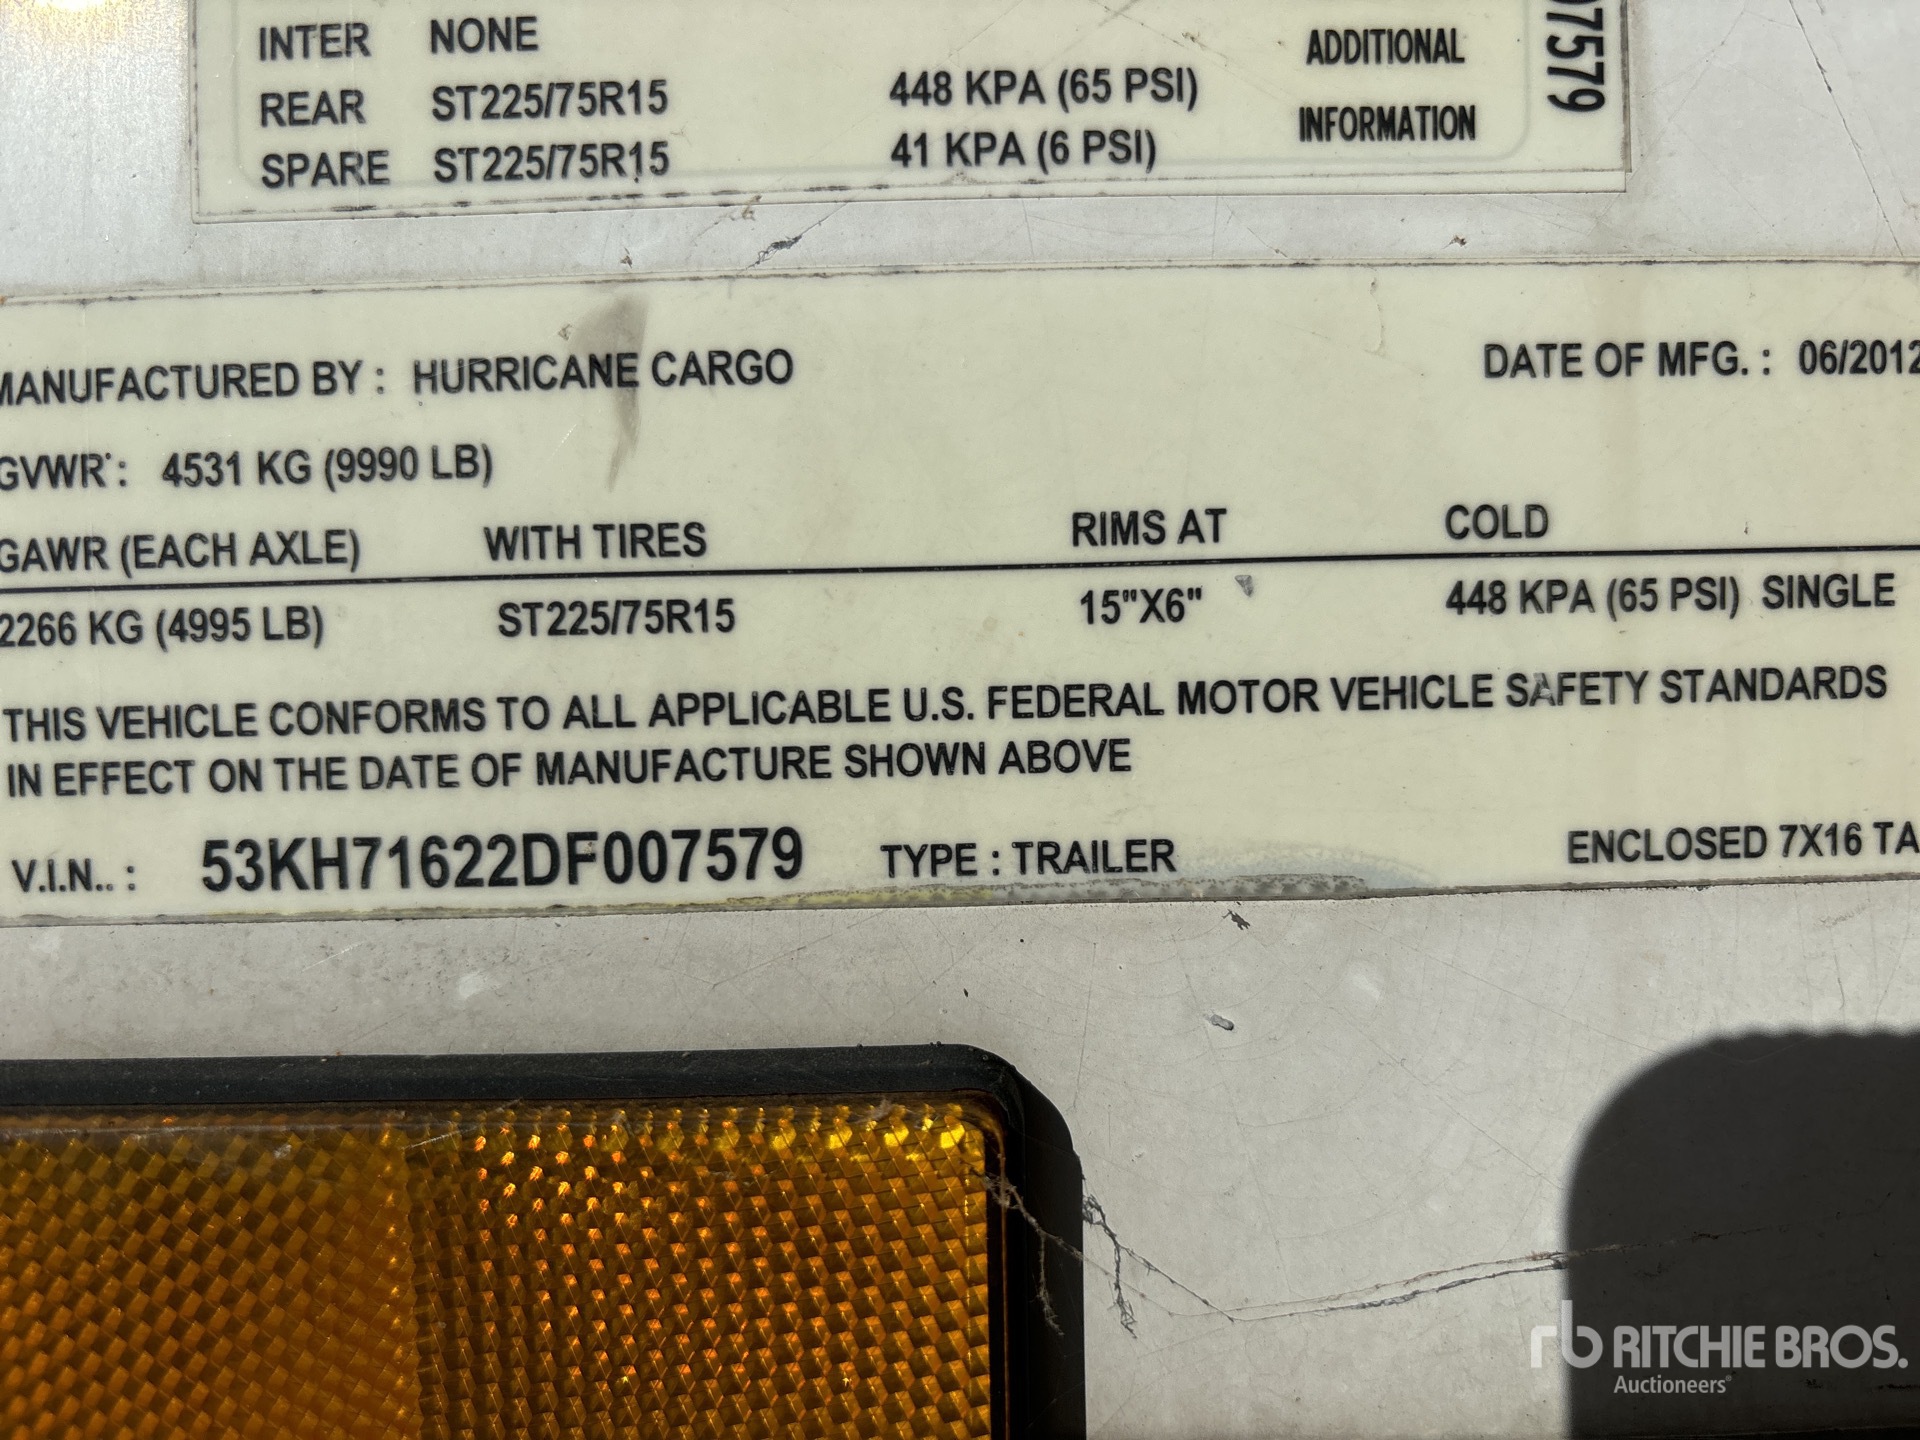 INTER NONE
REAR ST225/75R15 448 KPA (65 PSI)
SPARE ST225/75R15 41 KPA (6 PSI)
ADDITIONAL
INFORMATION
07579
MANUFACTURED BY : HURRICANE CARGO DATE OF MFG. : 06/2012
GVWR : 4531 KG (9990 LB)
GAWR (EACH AXLE) WITH TIRES RIMS AT COLD
2266 KG (4995 LB) ST225/75R15 15"X6" 448 KPA (65 PSI) SINGLE
THIS VEHICLE CONFORMS TO ALL APPLICABLE U.S. FEDERAL MOTOR VEHICLE SAFETY STANDARDS
IN EFFECT ON THE DATE OF MANUFACTURE SHOWN ABOVE
V.I.N.. : 53KH71622DF007579 TYPE : TRAILER ENCLOSED 7X16 TA
rb RITCHIE BROS.
Auctioneers